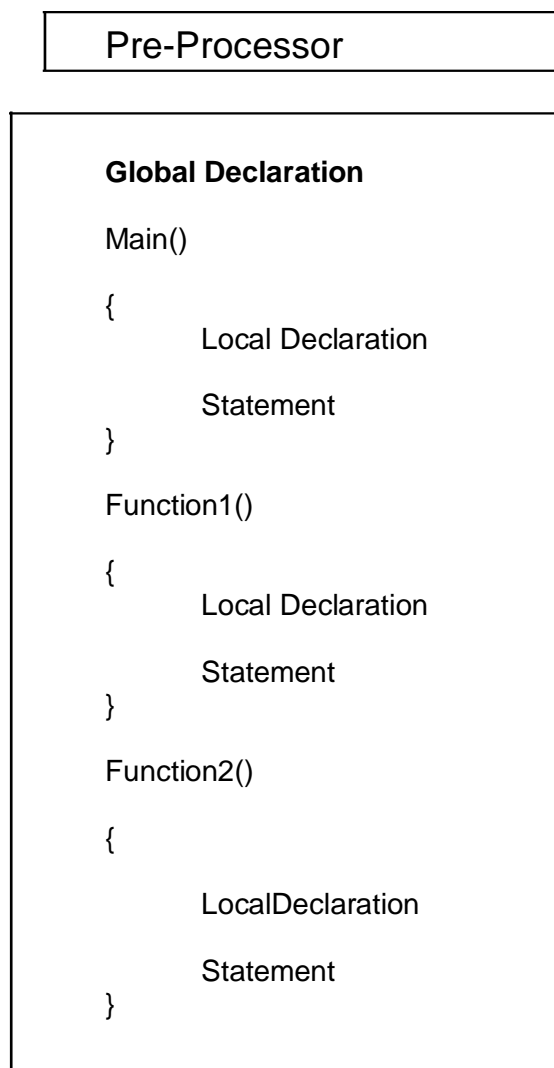 Pre-Processor
Global Declaration
Main()
{
Local Declaration
Statement
}
Function1()
{
Local Declaration
Statement
}
Function2()
{
LocalDeclaration
Statement
}